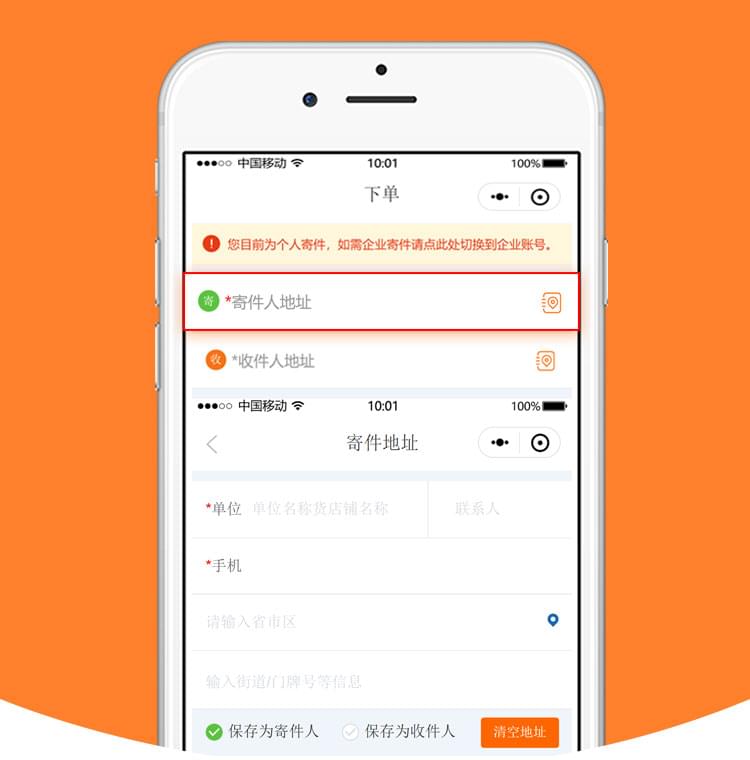 中国移动 10:01 100%
下单
您目前为个人寄件，如需企业寄件请点此处切换到企业账号。
寄 *寄件人地址
收 *收件人地址
中国移动 10:01 100%
寄件地址
*单位 单位名称货店铺名称 联系人
*手机
请输入省市区
输入街道/门牌号等信息
保存为寄件人 保存为收件人 清空地址